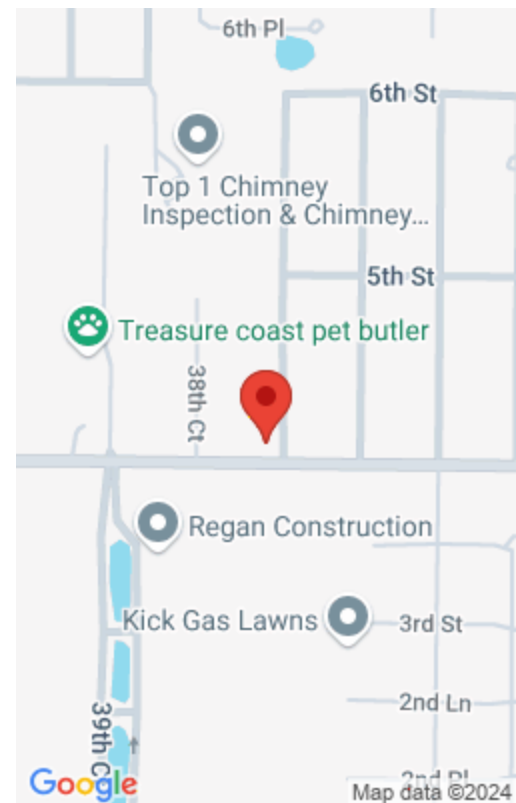 6th Pl
6th St
Top 1 Chimney
Inspection & Chimney...
5th St
Treasure coast pet butler
38th Ct
Regan Construction
Kick Gas Lawns
3rd St
2nd Ln
39th C
2nd Pl
Google
Map data ©2024